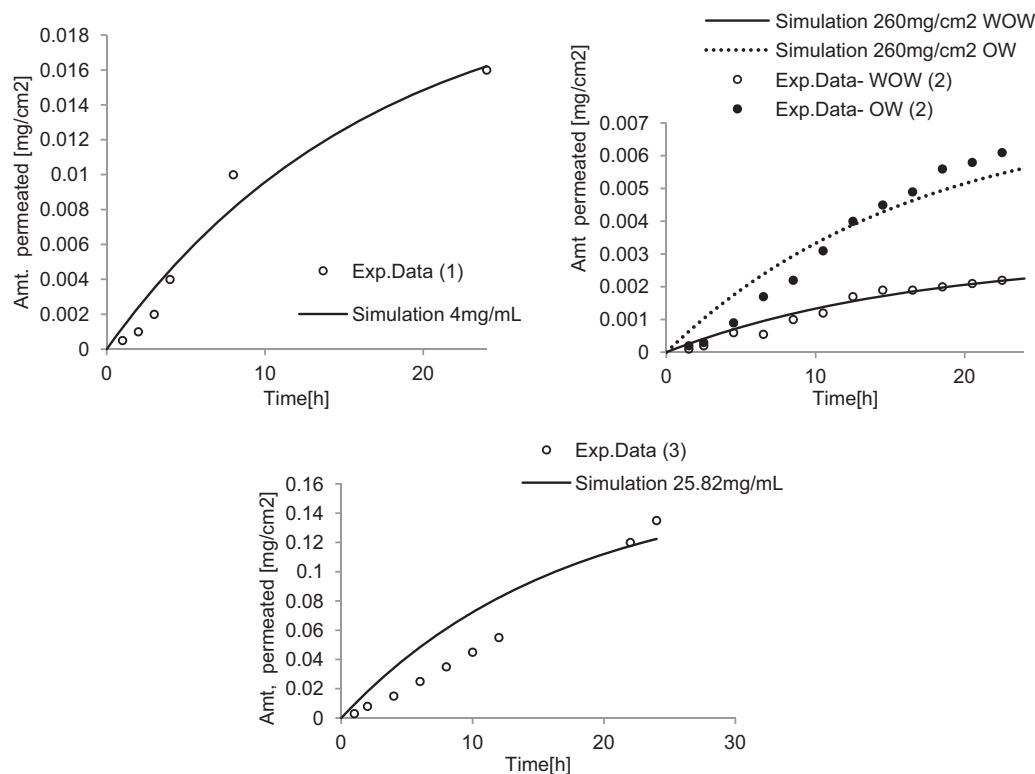 Amt. permeated [mg/cm2]
0.018
0.016
0.014
0.012
0.01
0.008
0.006
0.004
0.002
0
0
10
20
Time[h]
Exp.Data (1)
Simulation 4mg/mL
Simulation 260mg/cm2 WOW
Simulation 260mg/cm2 OW
Exp.Data- WOW (2)
Exp.Data- OW (2)
Amt permeated [mg/cm2]
0.007
0.006
0.005
0.004
0.003
0.002
0.001
0
0
10
20
Time[h]
Exp.Data (3)
Simulation 25.82mg/mL
Amt, permeated [mg/cm2]
0.16
0.14
0.12
0.1
0.08
0.06
0.04
0.02
0
0
10
20
30
Time[h]